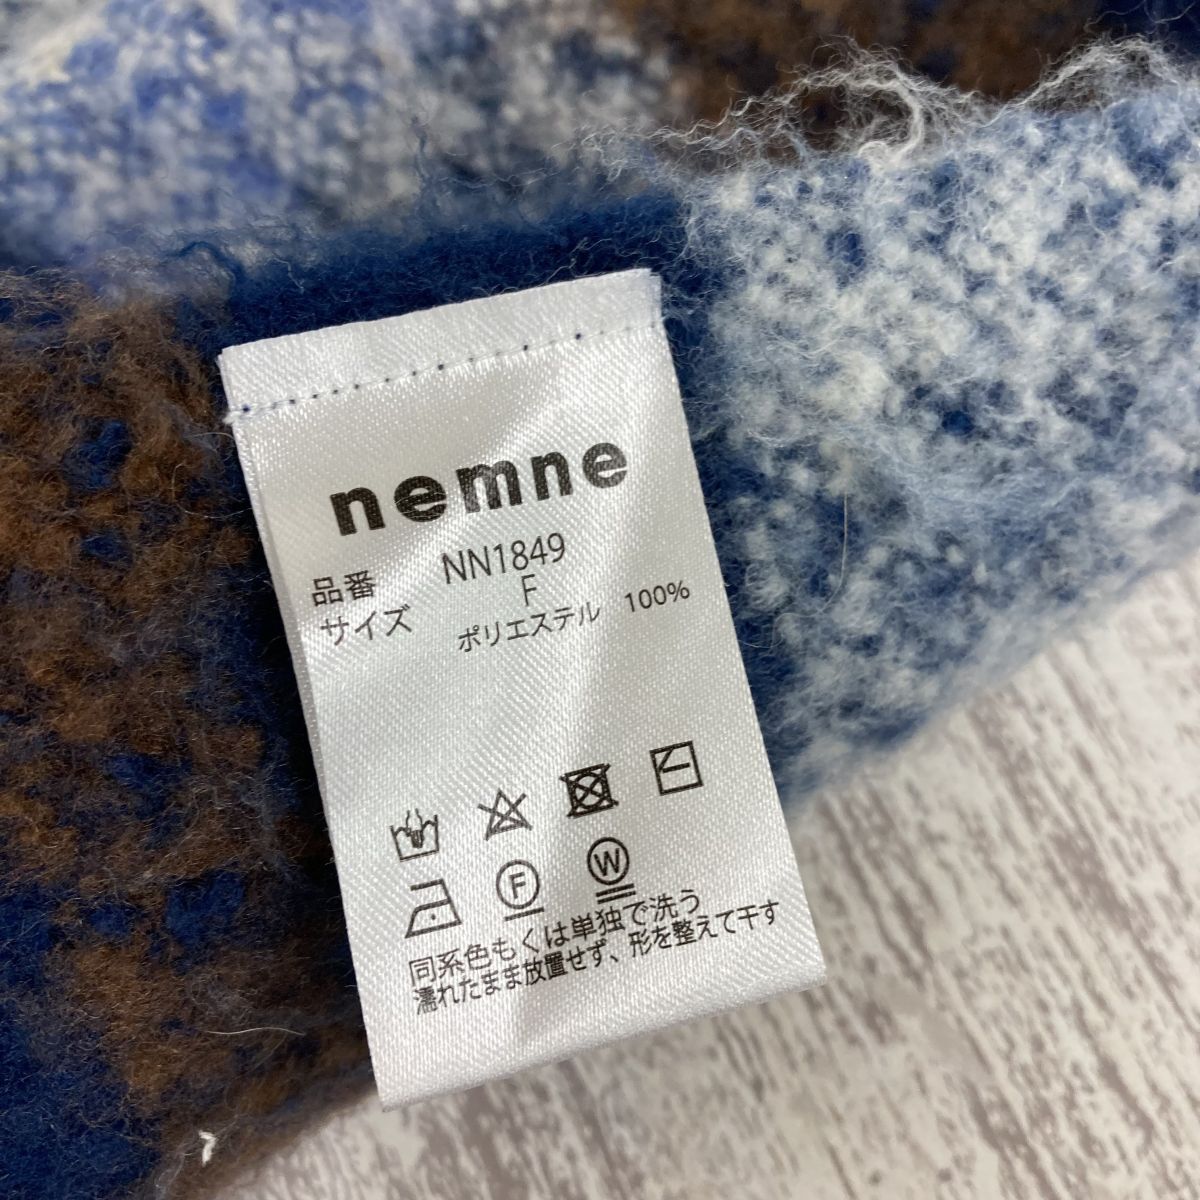 nemne
品番 NN1849
サイズ F
ポリエステル 100%
F W
同系色もくは単独で洗う
濡れたまま放置せず、形を整えて干す